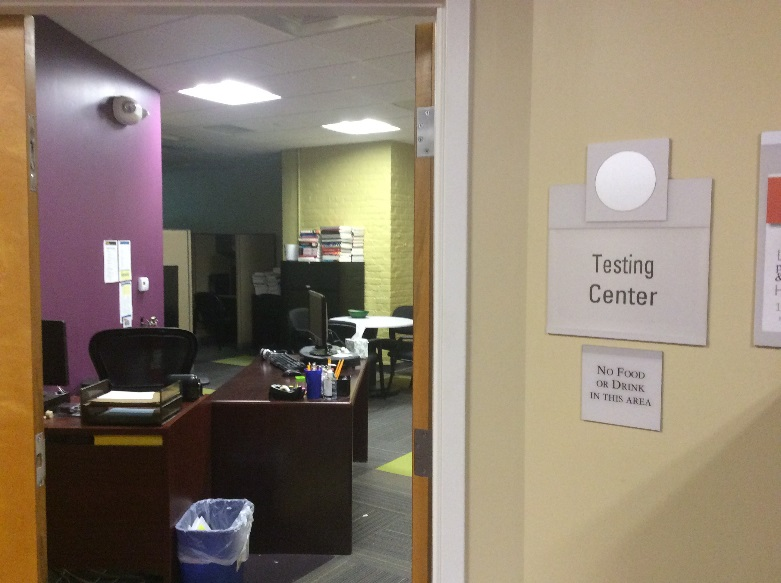 Testing
Center
No Food
or Drink
in this area